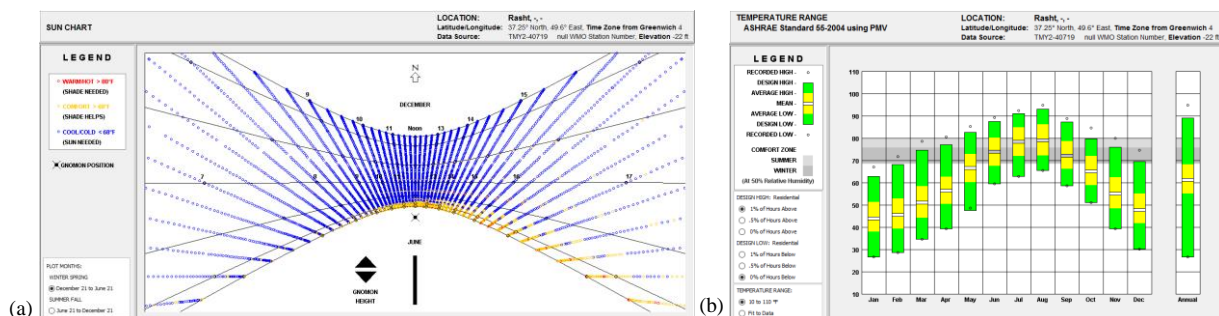 SUN CHART
LOCATION: Rasht, -, -
Latitude/Longitude: 37.25° North, 49.6° East, Time Zone from Greenwich 4
Data Source: TMY2-40719 null WMO Station Number, Elevation -22 ft
LEGEND
WARM/HOT > 80°F
(SHADE NEEDED)
COMFORT > 68°F
(SHADE HELPS)
COOL/COLD < 68°F
(SUN NEEDED)
GNOMON POSITION
PLOT MONTHS:
WINTER SPRING
December 21 to June 21
SUMMER FALL
June 21 to December 21
N
DECEMBER
9 10 11 Noon 13 14 15
7 17
JUNE
GNOMON
HEIGHT
(a)
TEMPERATURE RANGE
ASHRAE Standard 55-2004 using PMV
LOCATION: Rasht, -, -
Latitude/Longitude: 37.25° North, 49.6° East, Time Zone from Greenwich 4
Data Source: TMY2-40719 null WMO Station Number, Elevation -22 ft
LEGEND
RECORDED HIGH -
DESIGN HIGH -
AVERAGE HIGH -
MEAN -
AVERAGE LOW -
DESIGN LOW -
RECORDED LOW -
COMFORT ZONE
SUMMER
WINTER
(At 50% Relative Humidity)
DESIGN HIGH: Residential
1% of Hours Above
.5% of Hours Above
0% of Hours Above
DESIGN LOW: Residential
1% of Hours Below
.5% of Hours Below
0% of Hours Below
TEMPERATURE RANGE:
10 to 110 °F
Fit to Data
110
100
90
80
70
60
50
40
30
20
10
Jan Feb Mar Apr May Jun Jul Aug Sep Oct Nov Dec Annual
(b)